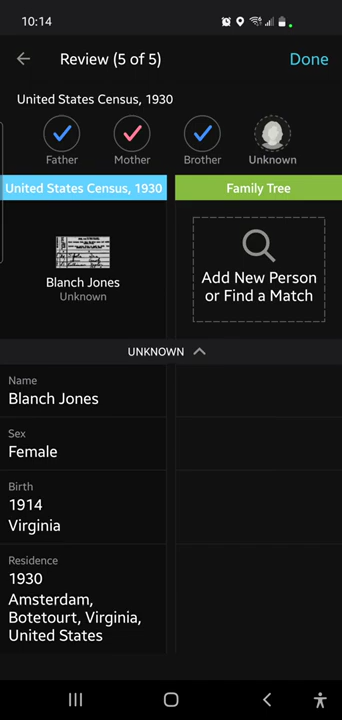 10:14
Review (5 of 5)
Done
United States Census, 1930
Father
Mother
Brother
Unknown
United States Census, 1930
Family Tree
Blanch Jones
Unknown
Add New Person
or Find a Match
UNKNOWN
Name
Blanch Jones
Sex
Female
Birth
1914
Virginia
Residence
1930
Amsterdam,
Botetourt, Virginia,
United States